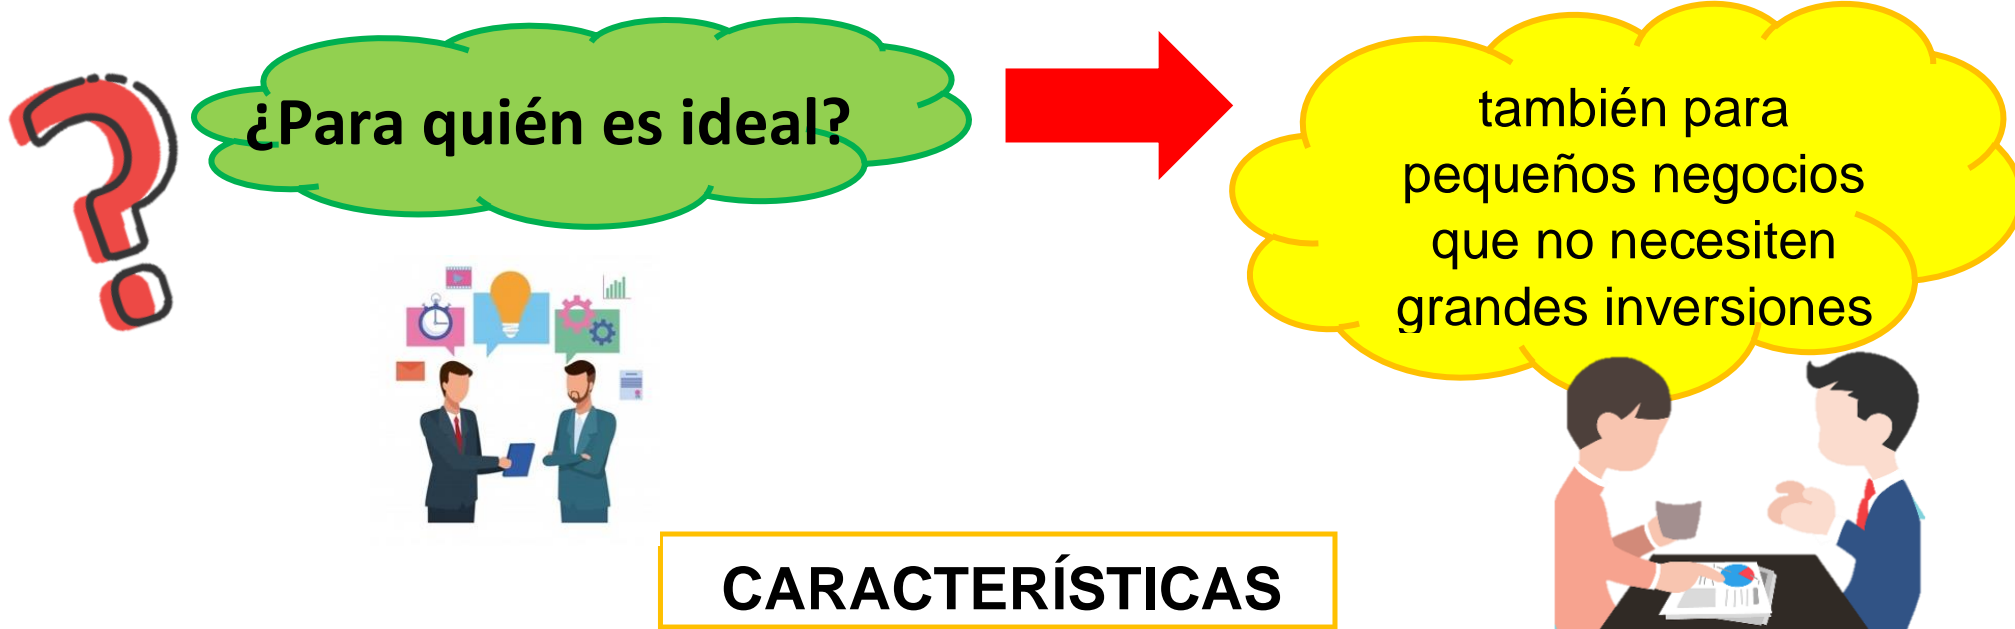 ¿Para quién es ideal?
también para
pequeños negocios
que no necesiten
grandes inversiones
CARACTERÍSTICAS